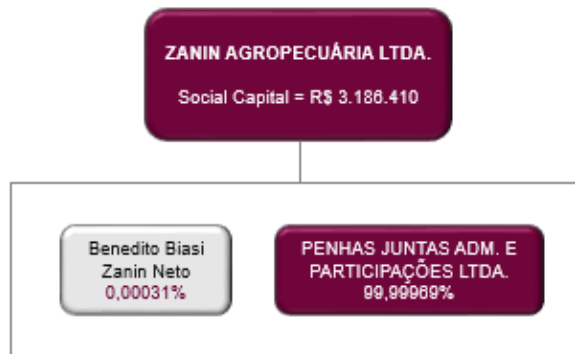 ZANIN AGROPECUÁRIA LTDA.
Social Capital = R$ 3.186.410
Benedito Biasi
Zanin Neto
0,00031%
PENHAS JUNTAS ADM. E
PARTICIPAÇÕES LTDA.
99,99969%